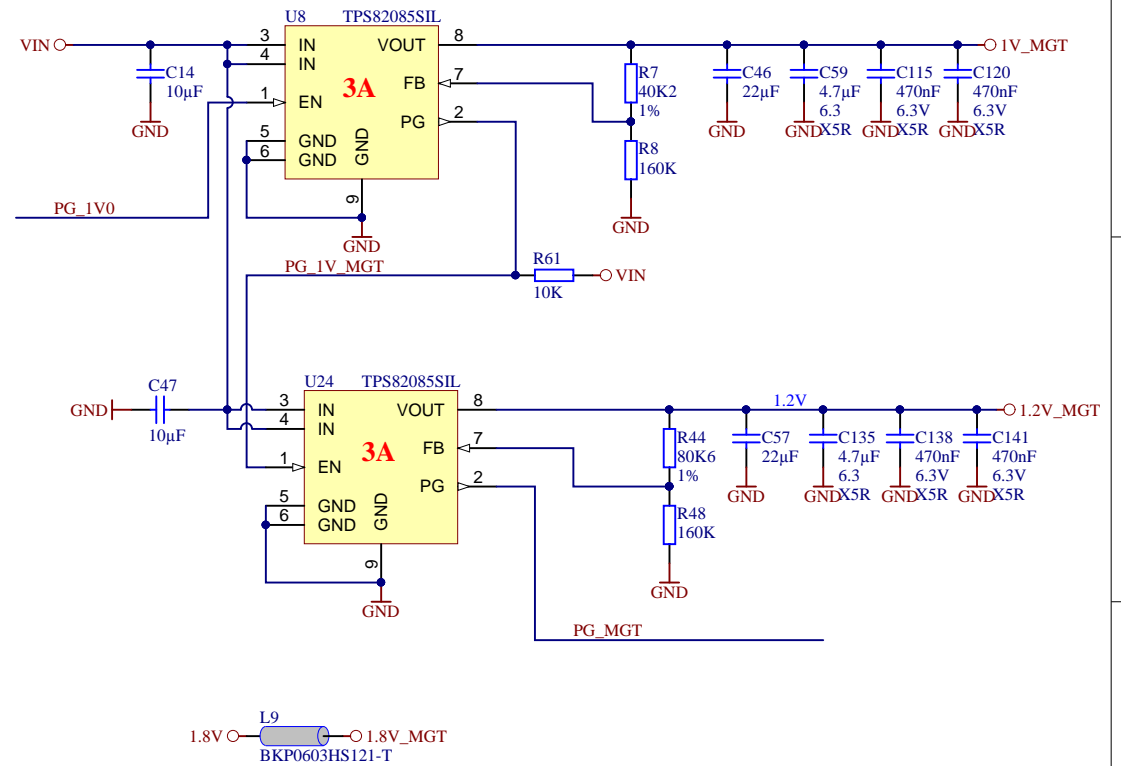 U8 TPS82085SIL
VIN
3 IN VOUT 8
1V_MGT
4 IN
C14
10µF
GND
3A
FB 7
1 EN
PG 2
5 GND
6 GND
GND
9
GND
R7
40K2
1%
R8
160K
GND
C46
22µF
GND
C59
4.7µF
6.3
X5R
GND
C115
470nF
6.3V
X5R
GND
C120
470nF
6.3V
X5R
GND
PG_1V0
PG_1V_MGT
R61
10K
VIN
U24 TPS82085SIL
C47
GND
10µF
3 IN VOUT 8
1.2V
1.2V_MGT
4 IN
3A
FB 7
1 EN
PG 2
5 GND
6 GND
GND
9
GND
R44
80K6
1%
R48
160K
GND
C57
22µF
GND
C135
4.7µF
6.3
X5R
GND
C138
470nF
6.3V
X5R
GND
C141
470nF
6.3V
X5R
GND
PG_MGT
L9
1.8V 1.8V_MGT
BKP0603HS121-T